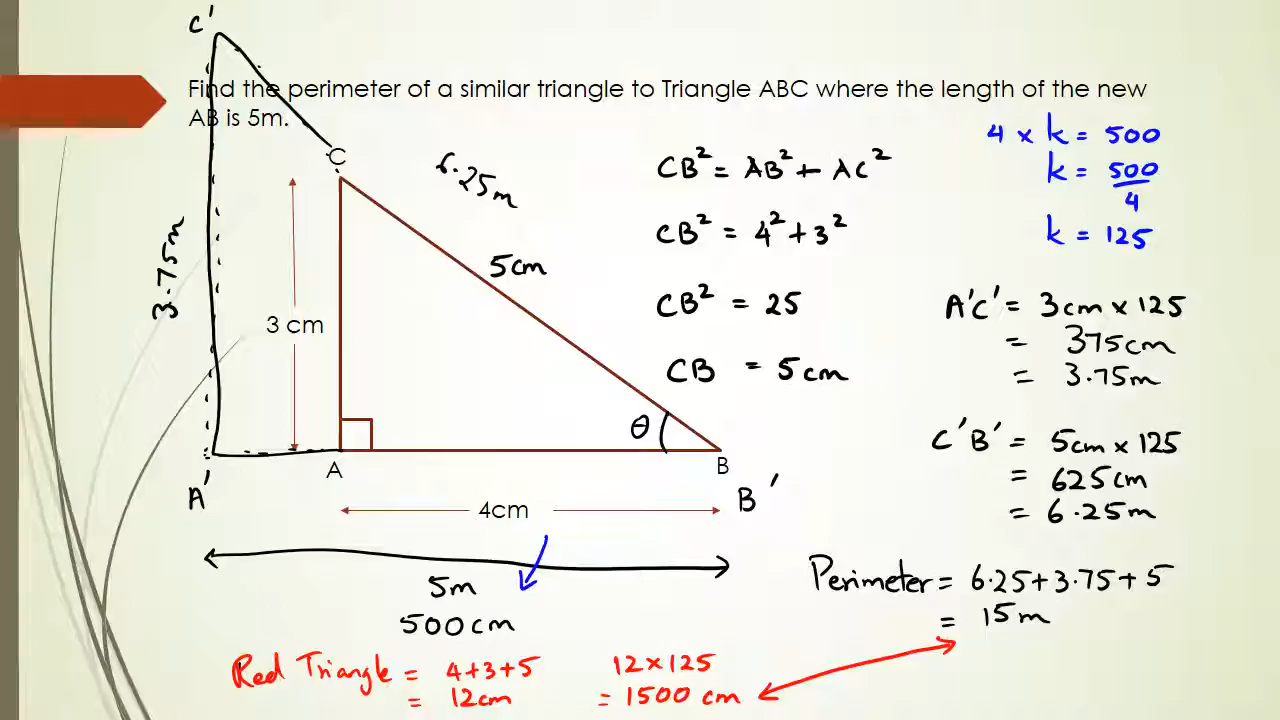 C'
Find the perimeter of a similar triangle to Triangle ABC where the length of the new
AB is 5m.
C
6.25m
3.75m
5cm
3 cm
θ
A
B
A'
B'
4cm
5m
500cm
CB² = AB² + AC²
CB² = 4² + 3²
CB² = 25
CB = 5cm
4 x k = 500
k = 500/4
k = 125
A'C' = 3cm x 125
= 375cm
= 3.75m
C'B' = 5cm x 125
= 625cm
= 6.25m
Perimeter = 6.25+3.75+5
= 15m
Red Triangle = 4+3+5
= 12cm
12x125
= 1500 cm